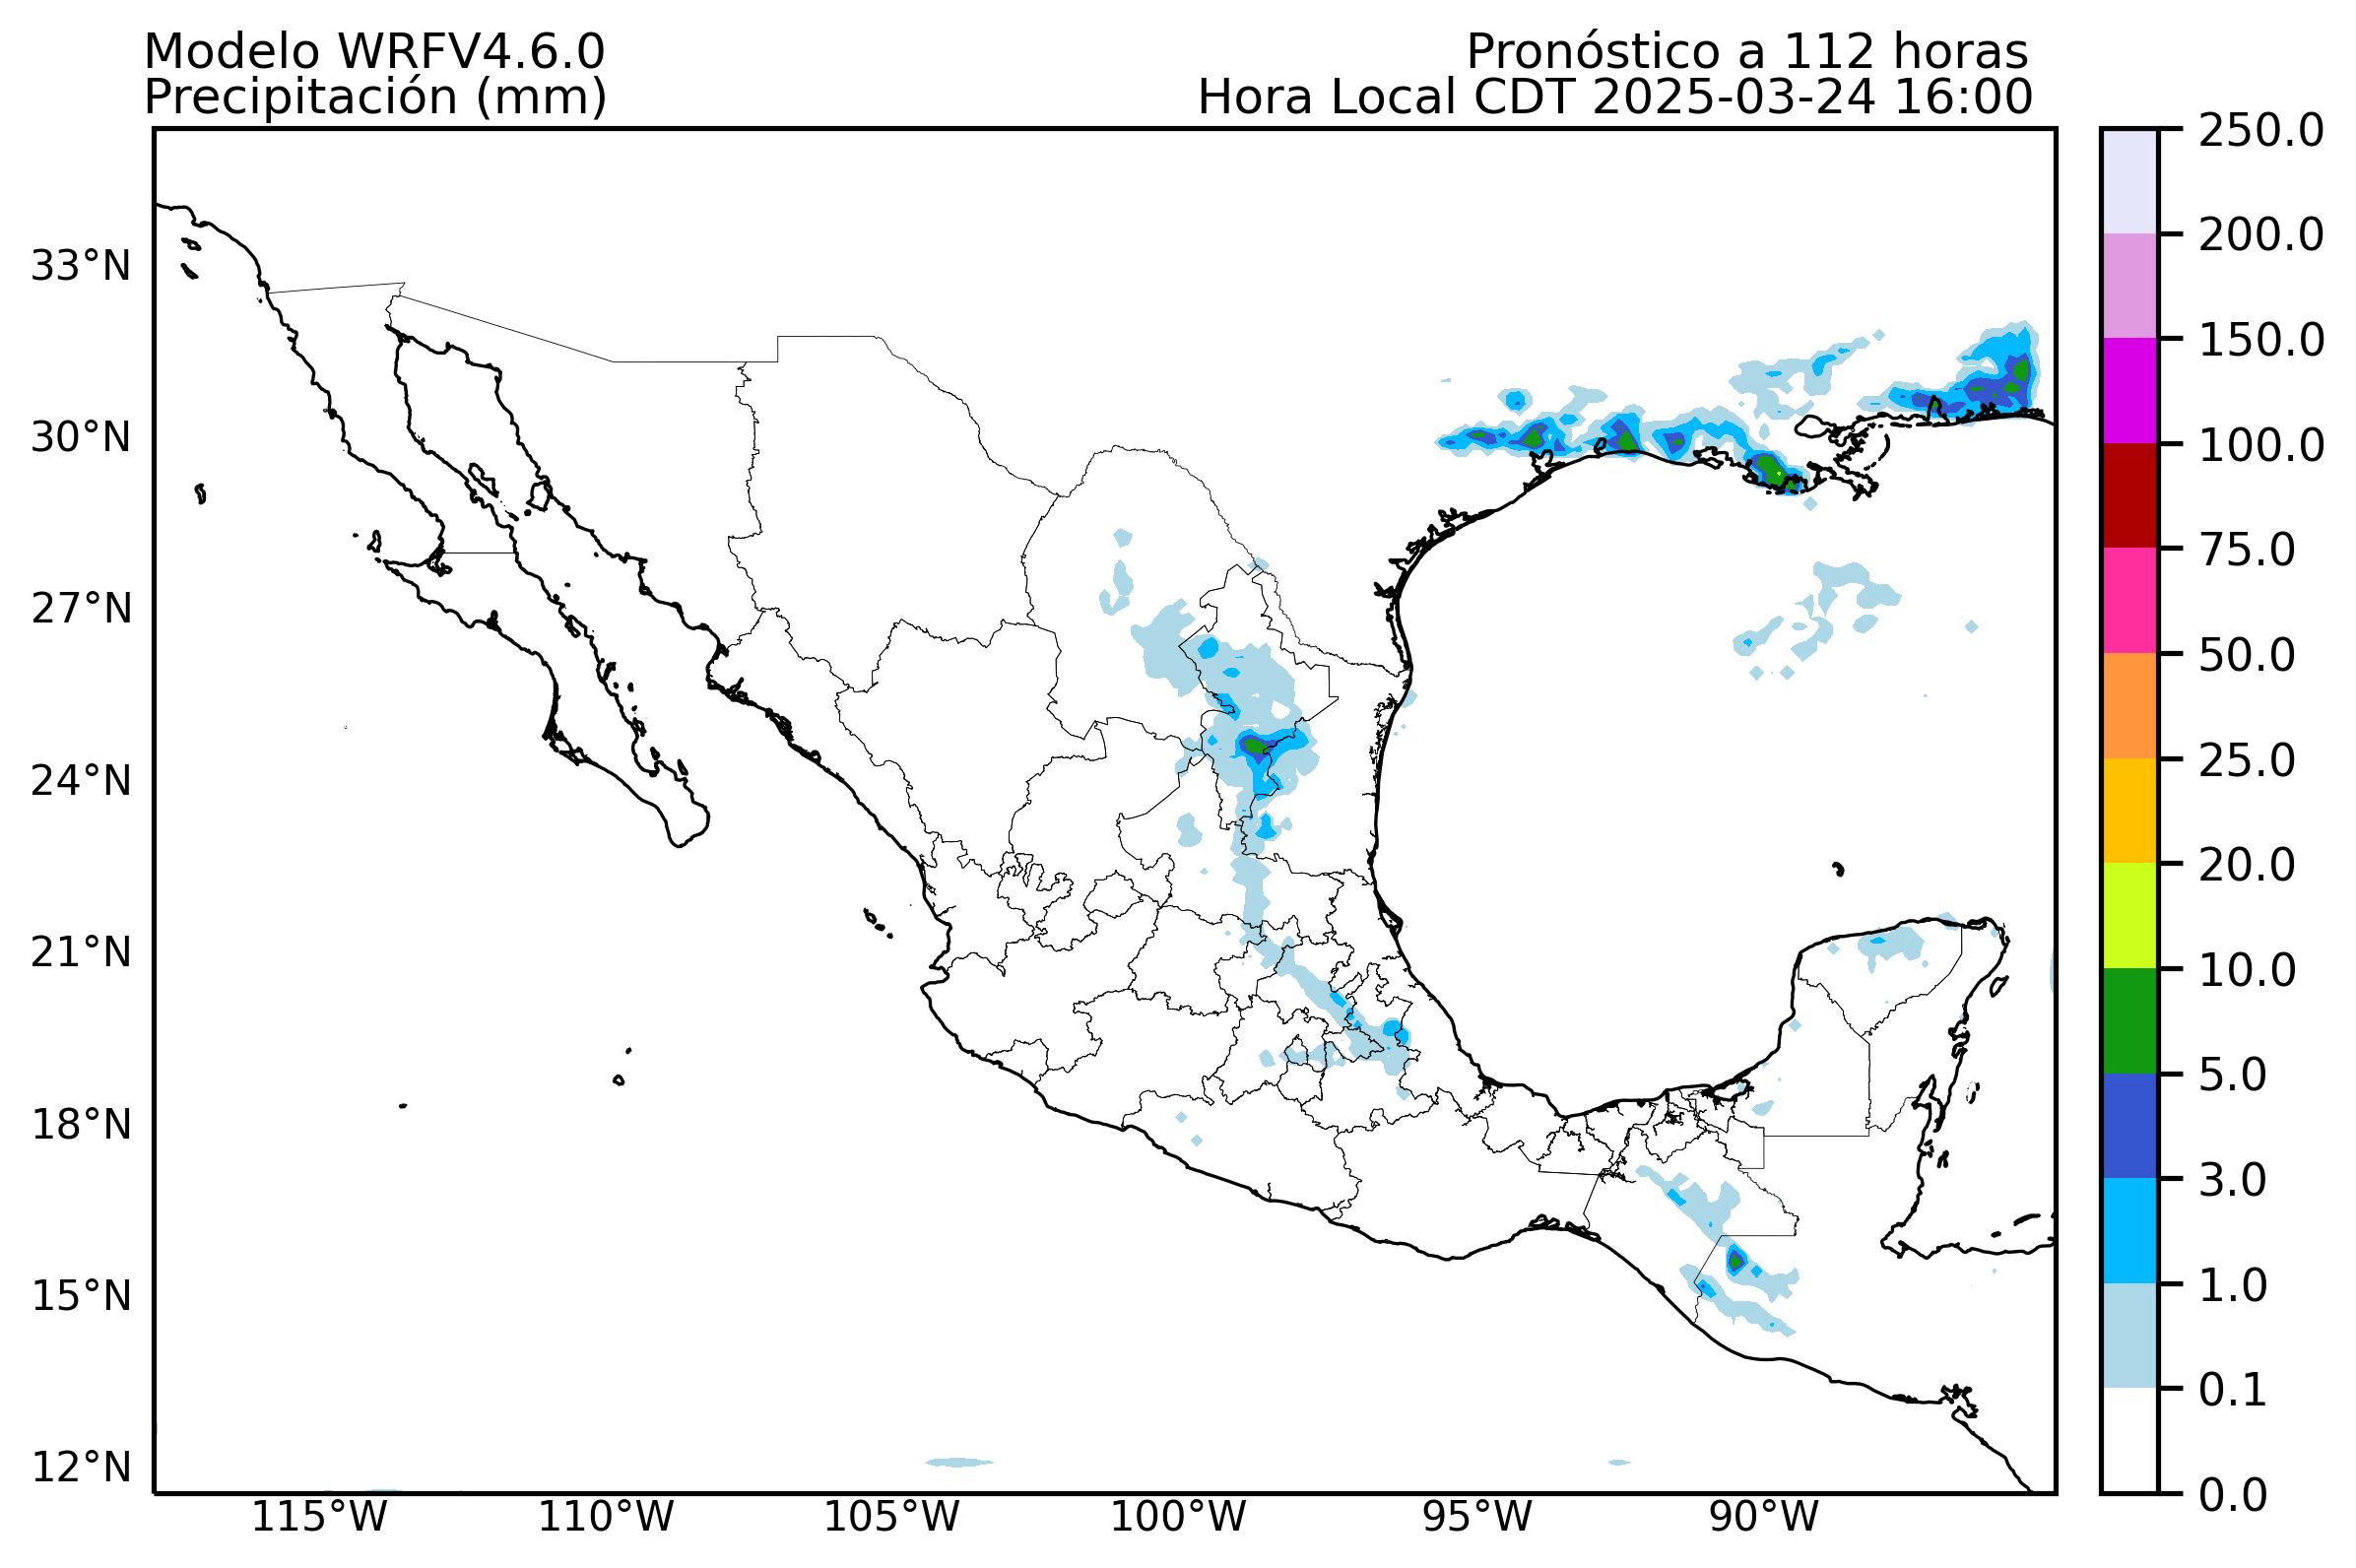 Modelo WRFV4.6.0
Pronóstico a 112 horas
Precipitación (mm)
Hora Local CDT 2025-03-24 16:00
33°N
30°N
27°N
24°N
21°N
18°N
15°N
12°N
115°W
110°W
105°W
100°W
95°W
90°W
250.0
200.0
150.0
100.0
75.0
50.0
25.0
20.0
10.0
5.0
3.0
1.0
0.1
0.0